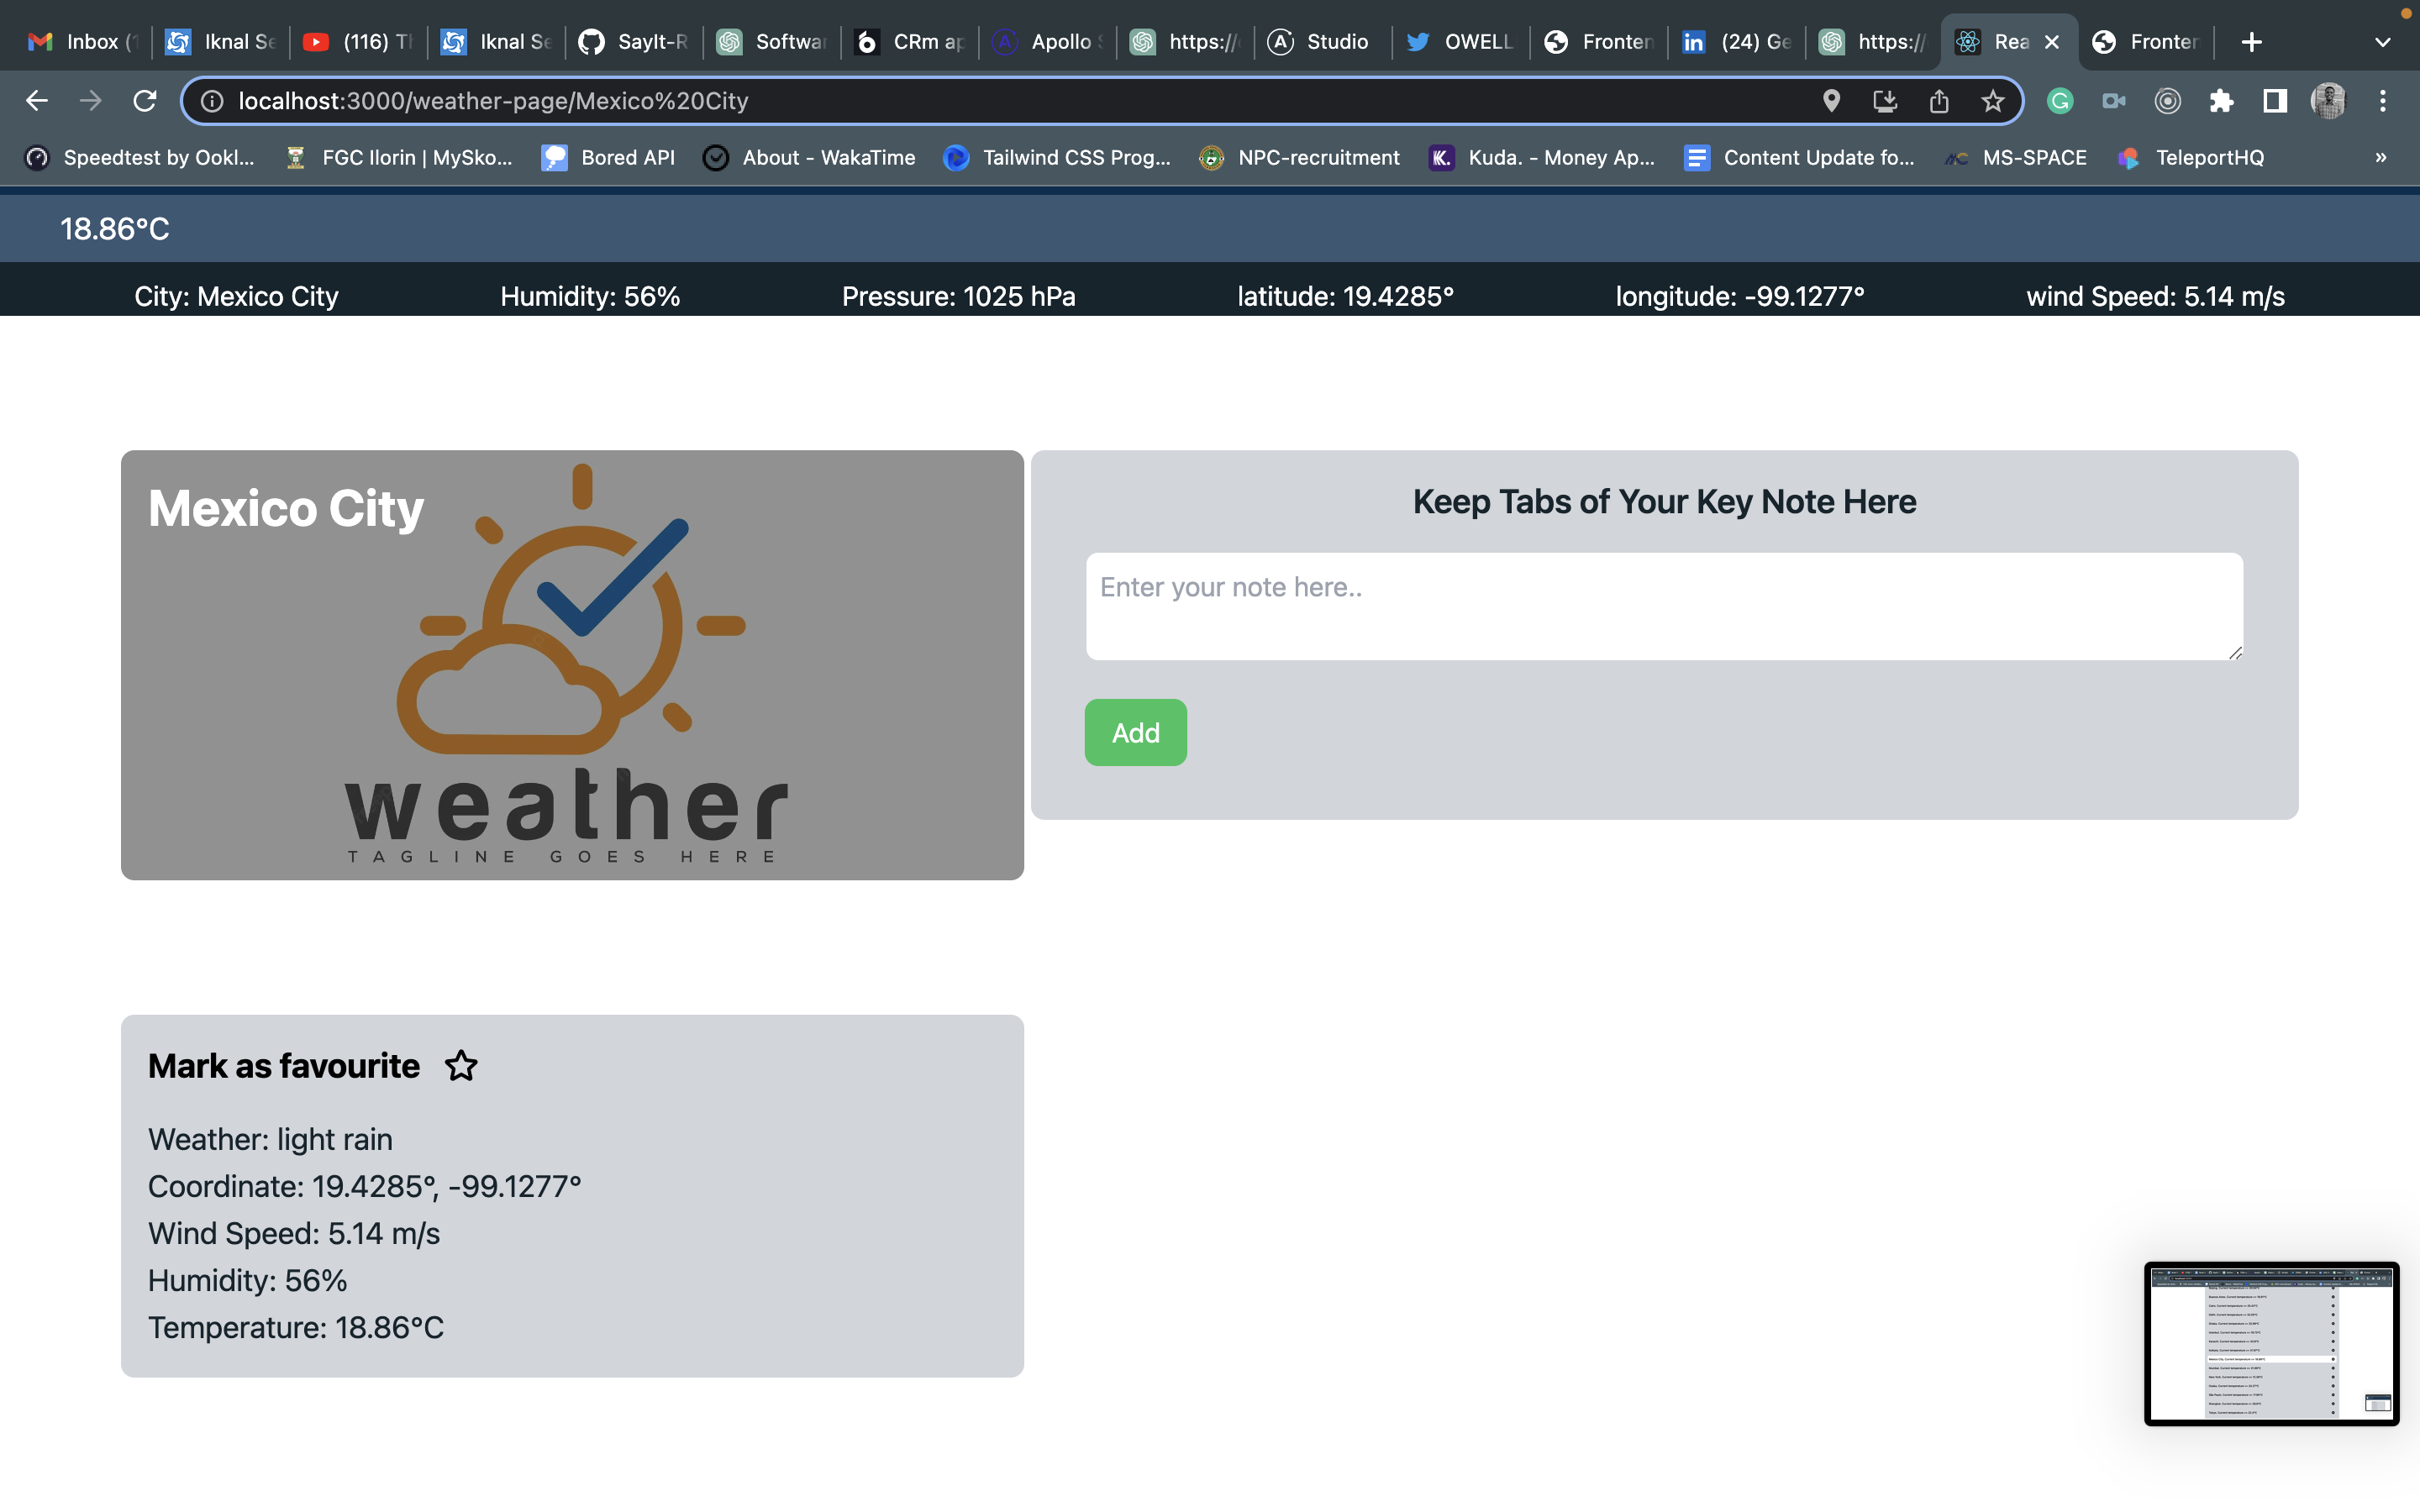 Inbox (1
Iknal Se
(116) Th
Iknal Se
SayIt-R
Softwar
CRm ap
Apollo S
https://
Studio
OWELL
Fronten
(24) Ge
https://
Rea
Fronten
localhost:3000/weather-page/Mexico%20City
Speedtest by Ookl...
FGC Ilorin | MySko...
Bored API
About - WakaTime
Tailwind CSS Prog...
NPC-recruitment
Kuda. - Money Ap...
Content Update fo...
MS-SPACE
TeleportHQ
»
18.86°C
City: Mexico City
Humidity: 56%
Pressure: 1025 hPa
latitude: 19.4285°
longitude: -99.1277°
wind Speed: 5.14 m/s
Mexico City
weather
TAGLINE GOES HERE
Keep Tabs of Your Key Note Here
Enter your note here..
Add
Mark as favourite
Weather: light rain
Coordinate: 19.4285°, -99.1277°
Wind Speed: 5.14 m/s
Humidity: 56%
Temperature: 18.86°C